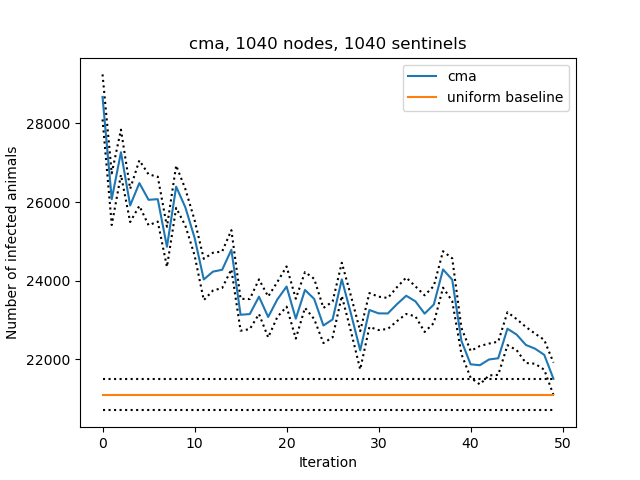 cma, 1040 nodes, 1040 sentinels
cma
uniform baseline
Number of infected animals
28000
26000
24000
22000
0
10
20
30
40
50
Iteration